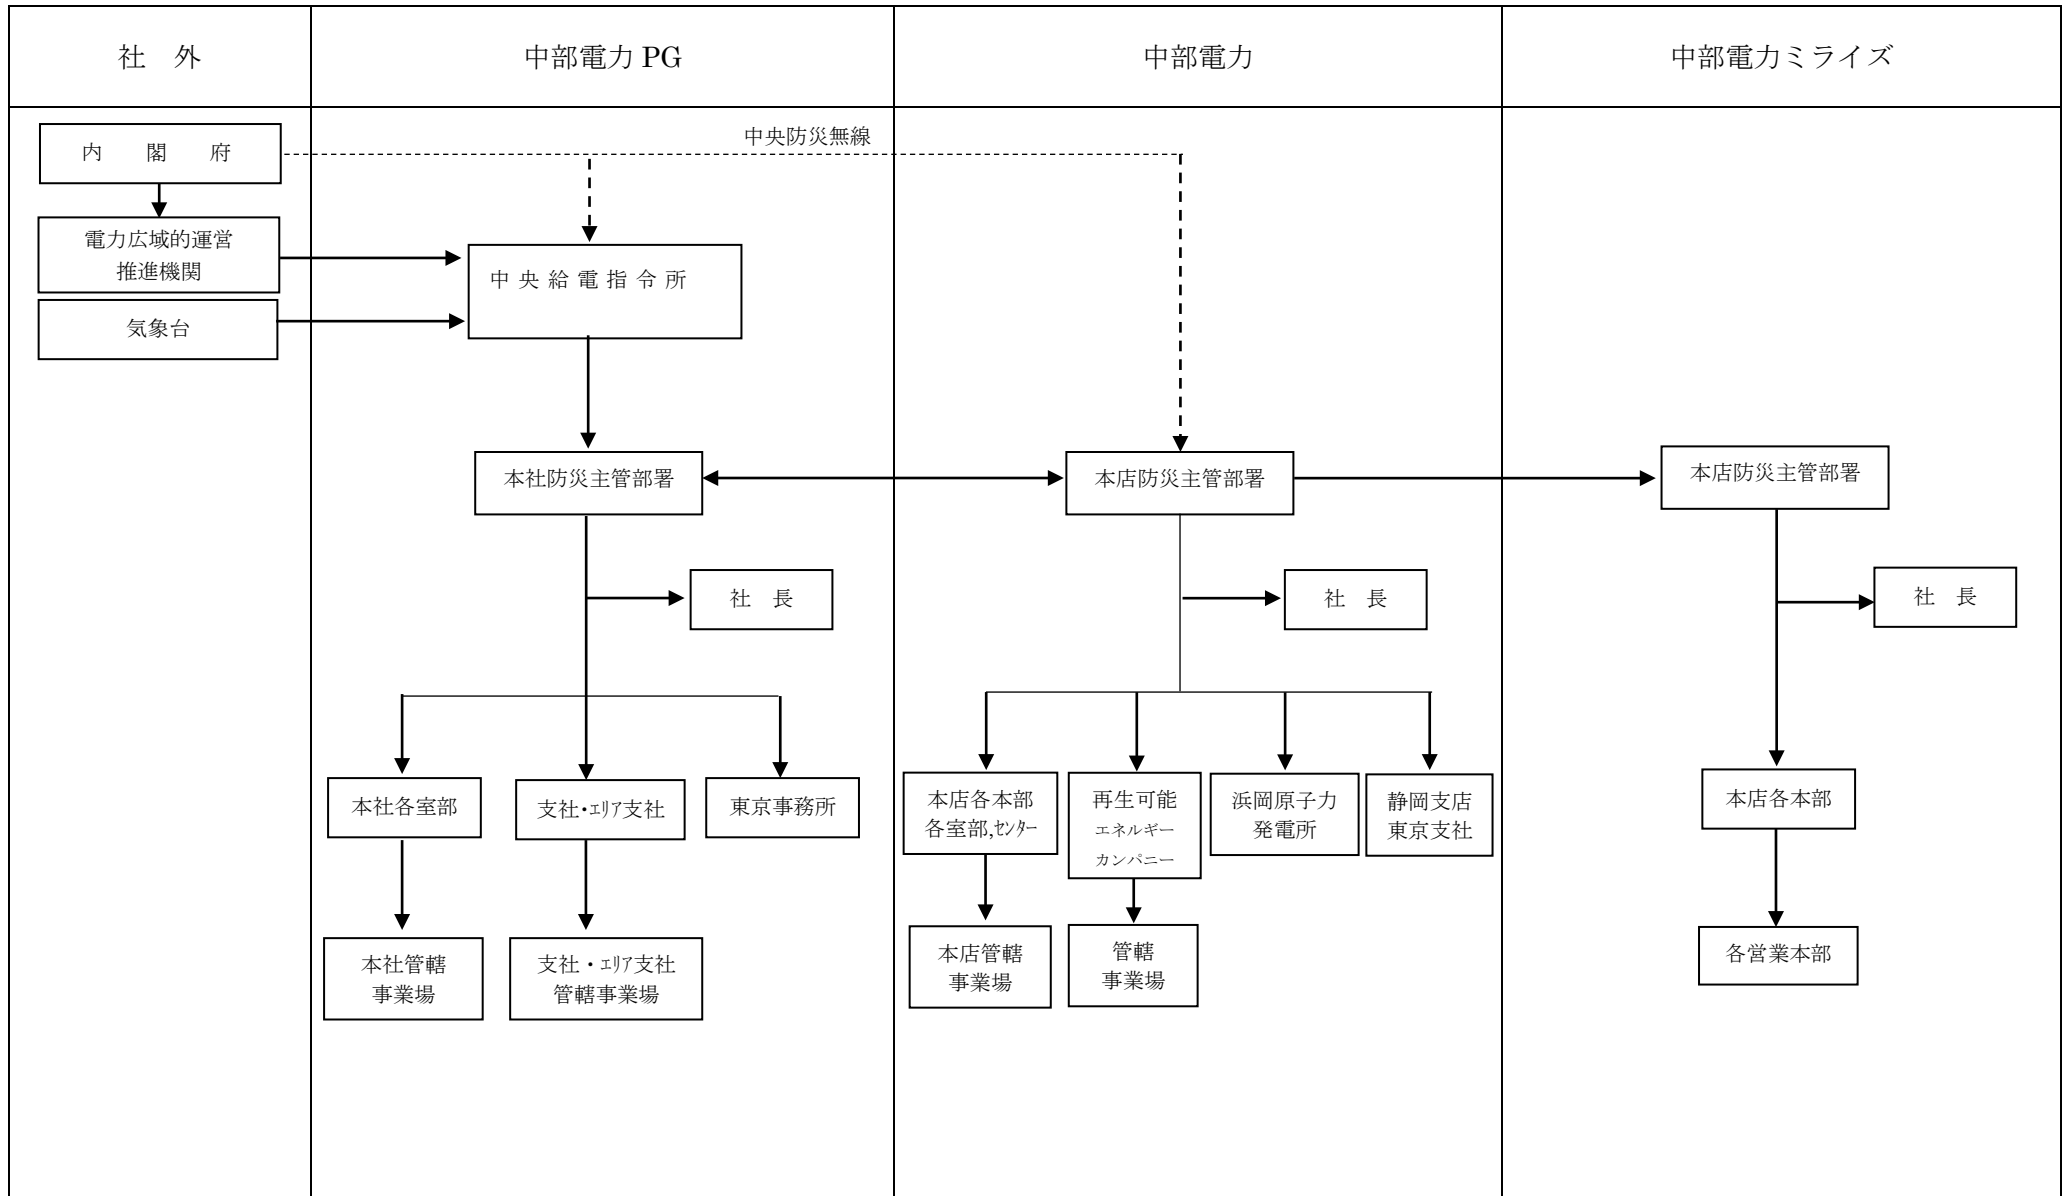 社 外
中部電力 PG
中部電力
中部電力ミライズ
中央防災無線
内 閣 府
電力広域的運営
推進機関
気象台
中央給電指令所
本社防災主管部署
本店防災主管部署
本店防災主管部署
社 長
社 長
社 長
本社各室部
支社・ｴﾘｱ支社
東京事務所
本店各本部
各室部,ｾﾝﾀｰ
再生可能
エネルギー
カンパニー
浜岡原子力
発電所
静岡支店
東京支社
本店各本部
本社管轄
事業場
支社・ｴﾘｱ支社
管轄事業場
本店管轄
事業場
管轄
事業場
各営業本部